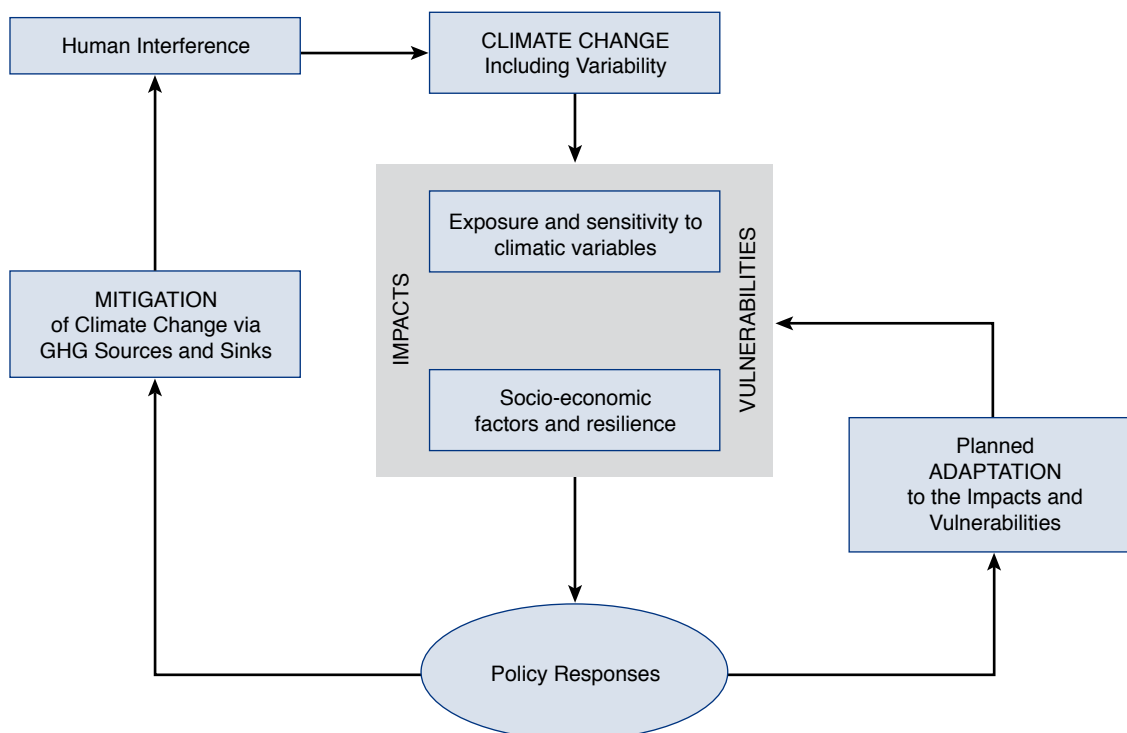 Human Interference
CLIMATE CHANGE
Including Variability
IMPACTS
Exposure and sensitivity to
climatic variables
VULNERABILITIES
MITIGATION
of Climate Change via
GHG Sources and Sinks
Socio-economic
factors and resilience
Planned
ADAPTATION
to the Impacts and
Vulnerabilities
Policy Responses